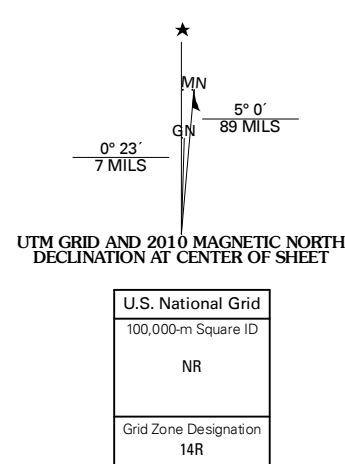 MN
GN
5° 0´
89 MILS
0° 23´
7 MILS
UTM GRID AND 2010 MAGNETIC NORTH
DECLINATION AT CENTER OF SHEET
U.S. National Grid
100,000-m Square ID
NR
Grid Zone Designation
14R